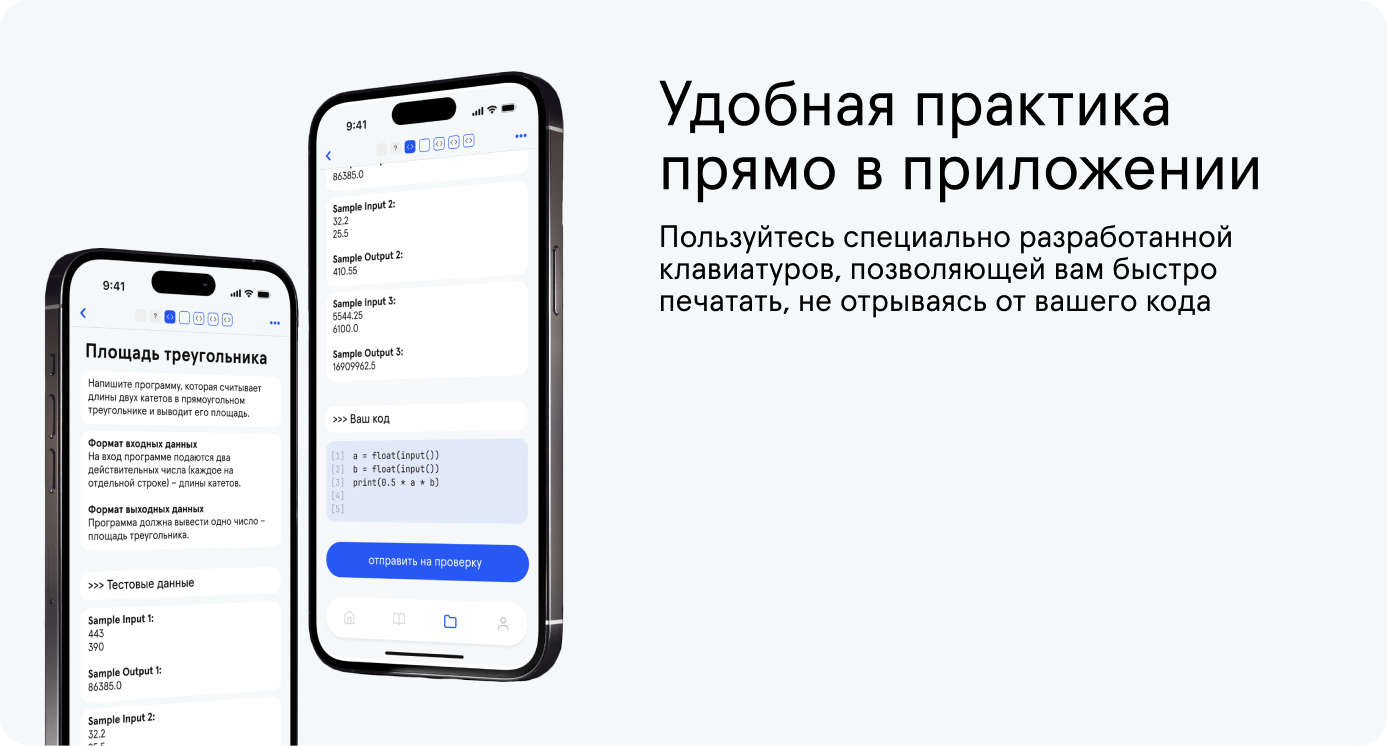 Удобная практика
прямо в приложении
Пользуйтесь специально разработанной
клавиатуров, позволяющей вам быстро
печатать, не отрываясь от вашего кода
9:41
?
86385.0
Sample Input 2:
32.2
25.5
Sample Output 2:
410.55
Sample Input 3:
5544.25
6100.0
Sample Output 3:
16909962.5
>>> Ваш код
[1] a = float(input())
[2] b = float(input())
[3] print(0.5 * a * b)
[4]
[5]
отправить на проверку
9:41
?
Площадь треугольника
Напишите программу, которая считывает
длины двух катетов в прямоугольном
треугольнике и выводит его площадь.
Формат входных данных
На вход программе подаются два
действительных числа (каждое на
отдельной строке) – длины катетов.
Формат выходных данных
Программа должна вывести одно число –
площадь треугольника.
>>> Тестовые данные
Sample Input 1:
443
390
Sample Output 1:
86385.0
Sample Input 2:
32.2